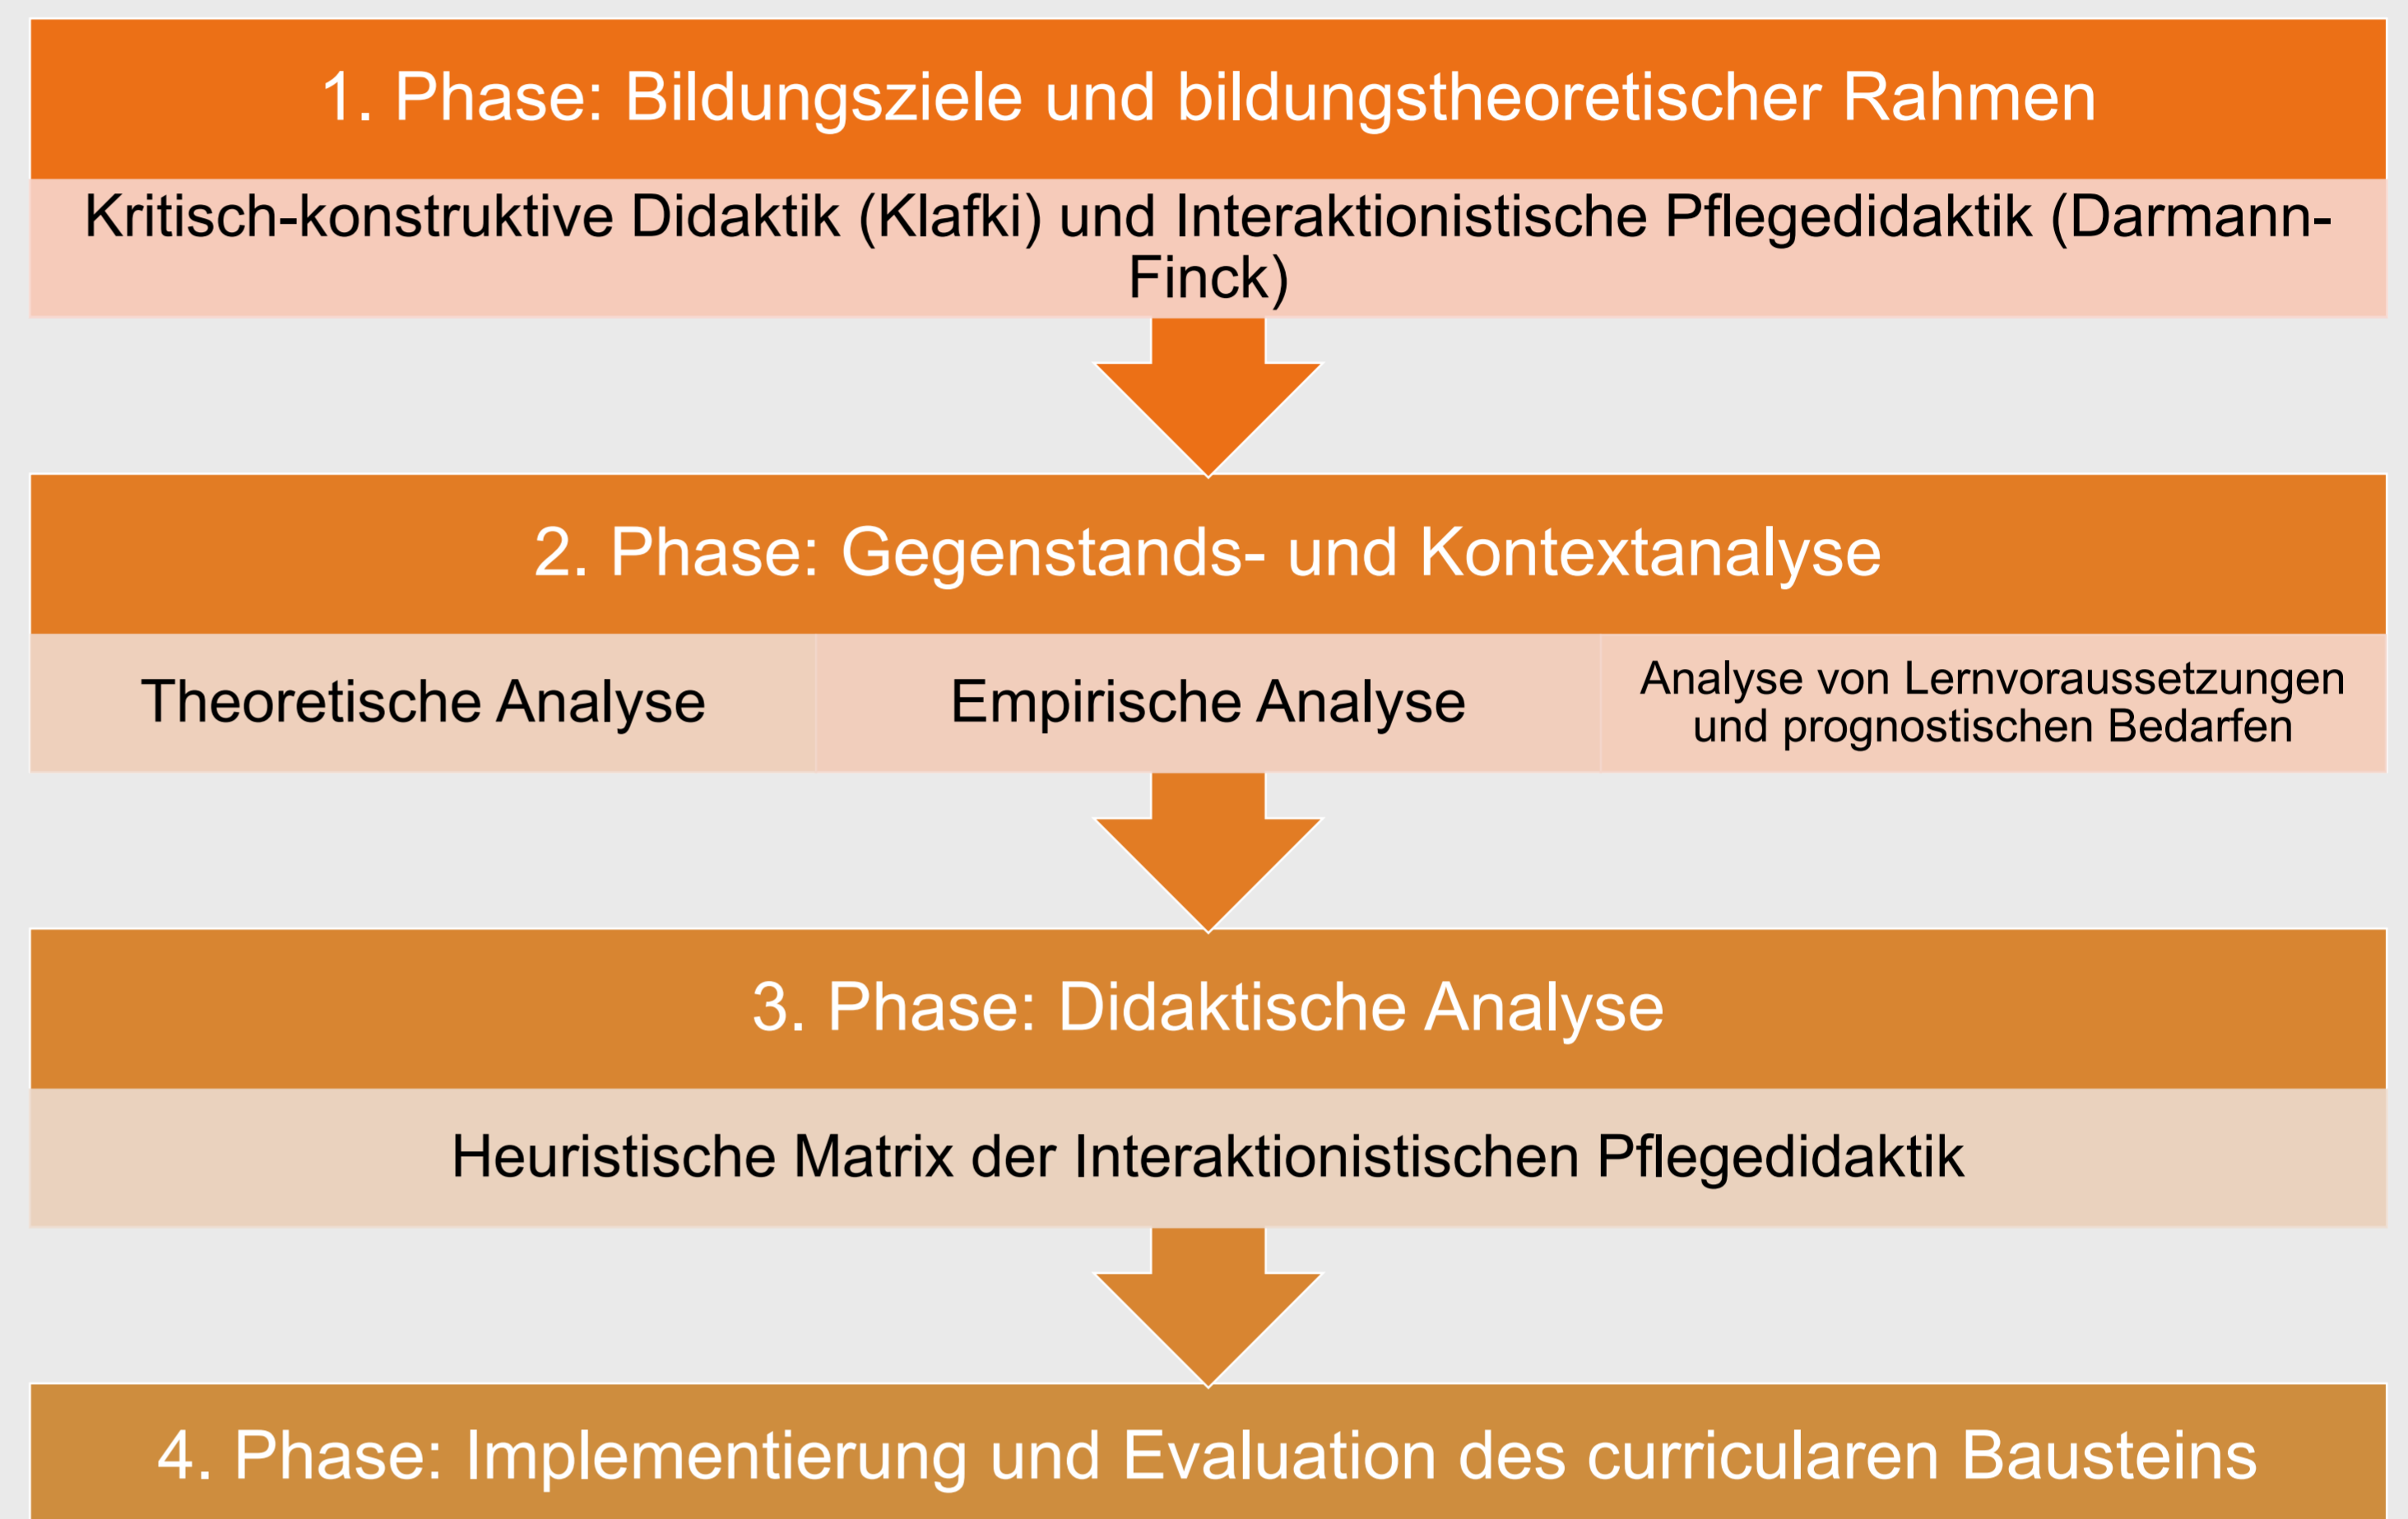 1. Phase: Bildungsziele und bildungstheoretischer Rahmen
Kritisch-konstruktive Didaktik (Klafki) und Interaktionistische Pflegedidaktik (Darmann-
Finck)
2. Phase: Gegenstands- und Kontextanalyse
Theoretische Analyse
Empirische Analyse
Analyse von Lernvoraussetzungen
und prognostischen Bedarfen
3. Phase: Didaktische Analyse
Heuristische Matrix der Interaktionistischen Pflegedidaktik
4. Phase: Implementierung und Evaluation des curricularen Bausteins